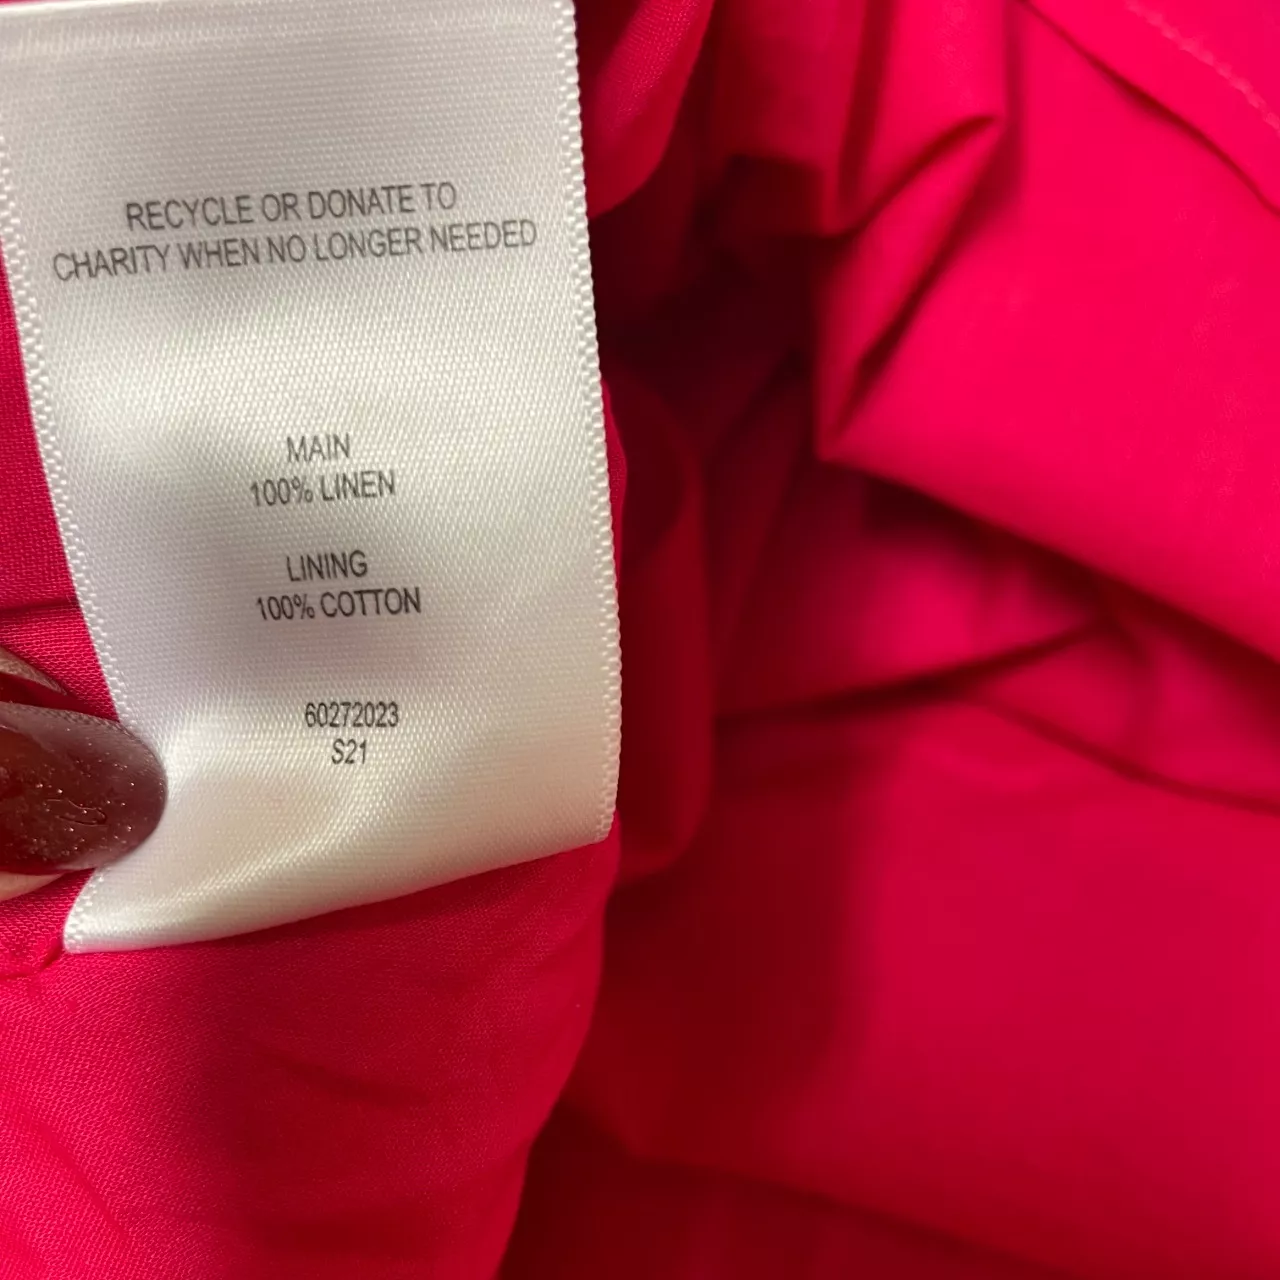 RECYCLE OR DONATE TO
CHARITY WHEN NO LONGER NEEDED
MAIN
100% LINEN
LINING
100% COTTON
60272023
S21